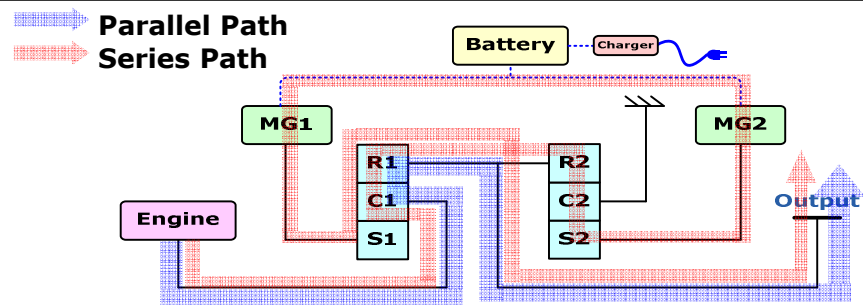 Parallel Path
Series Path
Battery
Charger
MG1
MG2
R1
R2
C1
C2
Engine
S1
S2
Output